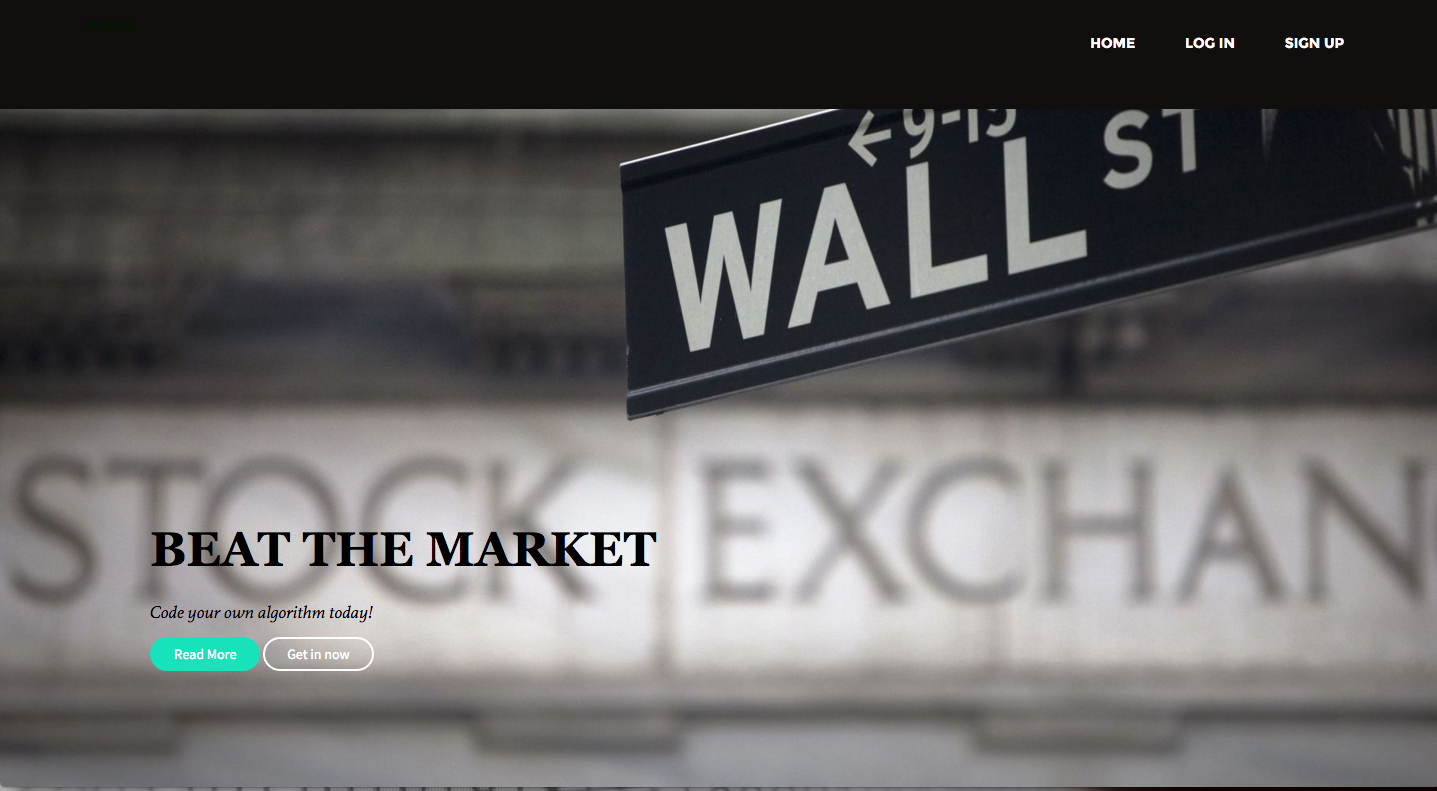 HOME LOG IN SIGN UP
←9-15
WALL ST
STOCK EXCHAN
BEAT THE MARKET
Code your own algorithm today!
Read More Get in now